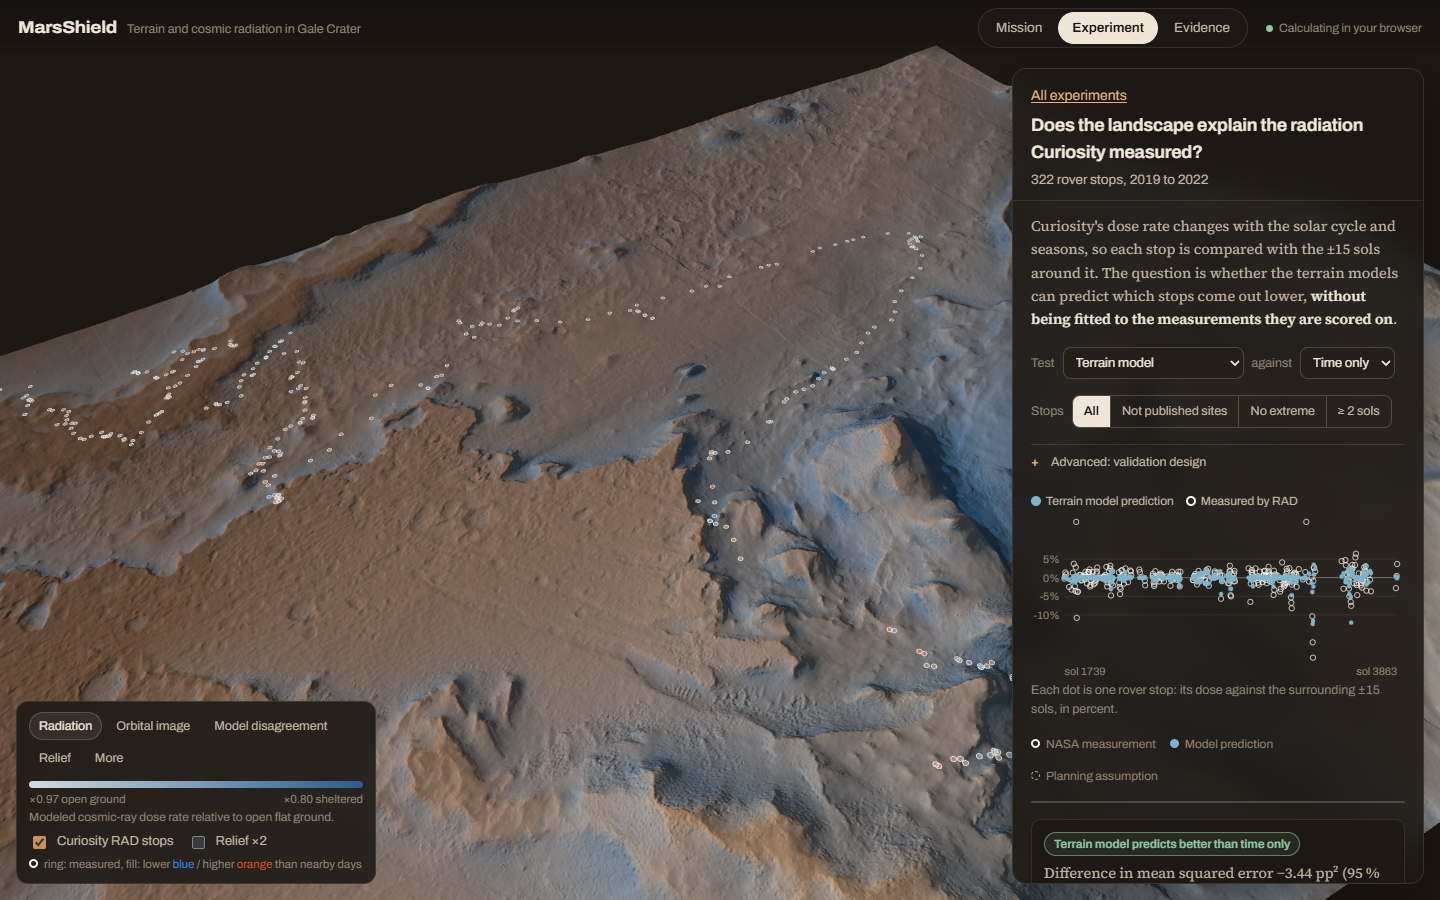 MarsShield Terrain and cosmic radiation in Gale Crater
Mission Experiment Evidence
Calculating in your browser
All experiments
Does the landscape explain the radiation
Curiosity measured?
322 rover stops, 2019 to 2022
Curiosity's dose rate changes with the solar cycle and
seasons, so each stop is compared with the ±15 sols
around it. The question is whether the terrain models
can predict which stops come out lower, without
being fitted to the measurements they are scored on.
Test Terrain model against Time only
Stops All Not published sites No extreme ≥ 2 sols
+ Advanced: validation design
Terrain model prediction Measured by RAD
5%
0%
-5%
-10%
sol 1739 sol 3863
Each dot is one rover stop: its dose against the surrounding ±15
sols, in percent.
NASA measurement Model prediction
Planning assumption
Terrain model predicts better than time only
Difference in mean squared error −3.44 pp² (95 %
Radiation Orbital image Model disagreement
Relief More
×0.97 open ground ×0.80 sheltered
Modeled cosmic-ray dose rate relative to open flat ground.
Curiosity RAD stops Relief ×2
ring: measured, fill: lower blue / higher orange than nearby days